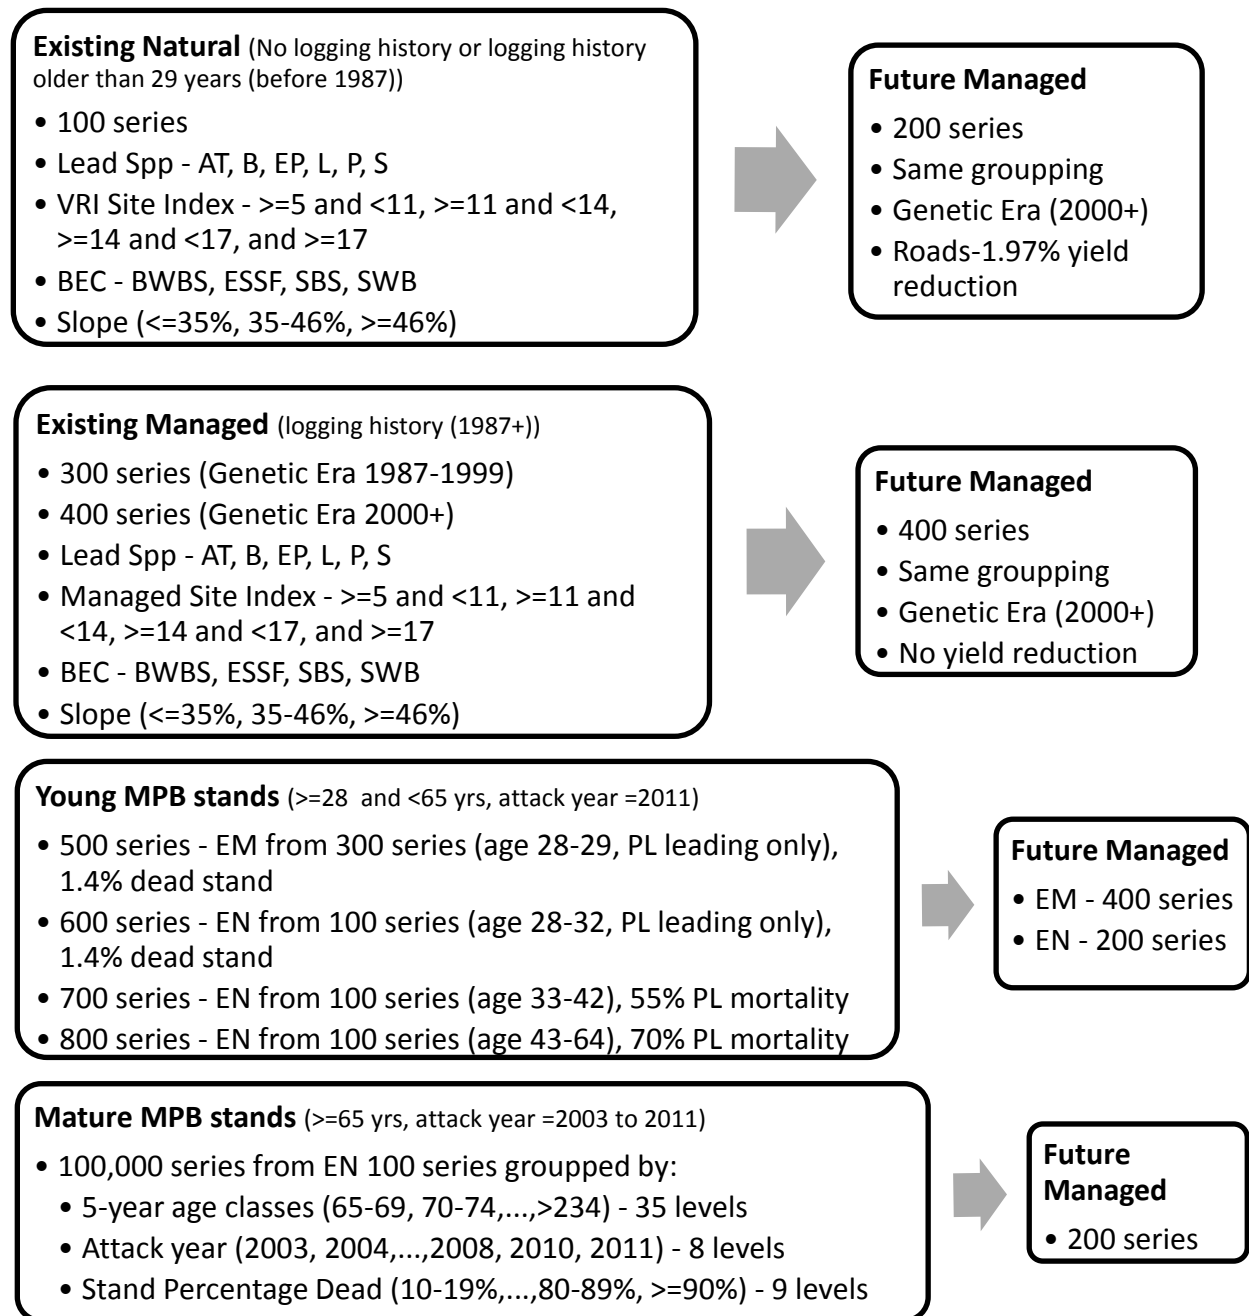 Existing Natural (No logging history or logging history
older than 29 years (before 1987))
• 100 series
• Lead Spp - AT, B, EP, L, P, S
• VRI Site Index - >=5 and <11, >=11 and <14,
>=14 and <17, and >=17
• BEC - BWBS, ESSF, SBS, SWB
• Slope (<=35%, 35-46%, >=46%)
Future Managed
• 200 series
• Same groupping
• Genetic Era (2000+)
• Roads-1.97% yield
reduction
Existing Managed (logging history (1987+))
• 300 series (Genetic Era 1987-1999)
• 400 series (Genetic Era 2000+)
• Lead Spp - AT, B, EP, L, P, S
• Managed Site Index - >=5 and <11, >=11 and
<14, >=14 and <17, and >=17
• BEC - BWBS, ESSF, SBS, SWB
• Slope (<=35%, 35-46%, >=46%)
Future Managed
• 400 series
• Same groupping
• Genetic Era (2000+)
• No yield reduction
Young MPB stands (>=28 and <65 yrs, attack year =2011)
• 500 series - EM from 300 series (age 28-29, PL leading only),
1.4% dead stand
• 600 series - EN from 100 series (age 28-32, PL leading only),
1.4% dead stand
• 700 series - EN from 100 series (age 33-42), 55% PL mortality
• 800 series - EN from 100 series (age 43-64), 70% PL mortality
Future Managed
• EM - 400 series
• EN - 200 series
Mature MPB stands (>=65 yrs, attack year =2003 to 2011)
• 100,000 series from EN 100 series groupped by:
• 5-year age classes (65-69, 70-74,...,>234) - 35 levels
• Attack year (2003, 2004,...,2008, 2010, 2011) - 8 levels
• Stand Percentage Dead (10-19%,...,80-89%, >=90%) - 9 levels
Future
Managed
• 200 series